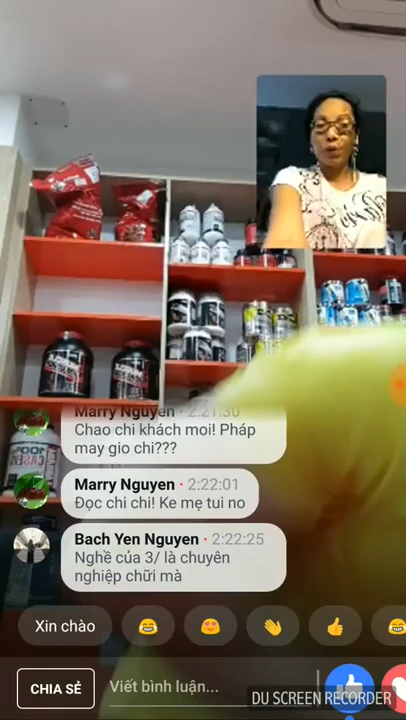 Marry Nguyen • 2:21:30
Chao chi khách moi! Pháp
may gio chi???
Marry Nguyen • 2:22:01
Đọc chi chi! Ke mẹ tui no
Bach Yen Nguyen • 2:22:25
Nghề của 3/ là chuyên
nghiệp chữi mà
Xin chào
CHIA SẺ
Viết bình luận...
DU SCREEN RECORDER